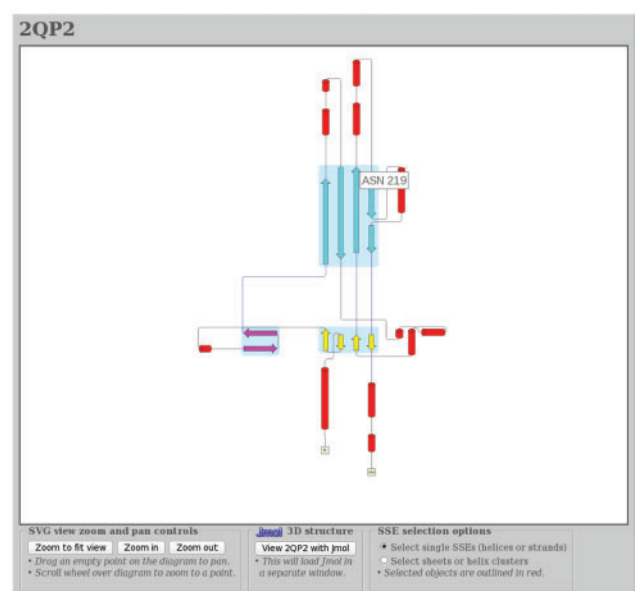 2QP2
ASN 219
SVG view zoom and pan controls
Zoom to fit view
Zoom in
Zoom out
• Drag an empty point on the diagram to pan.
• Scroll wheel over diagram to zoom to a point.
Jmol 3D structure
View 2QP2 with Jmol
• This will load Jmol in
a separate window.
SSE selection options
Select single SSEs (helices or strands)
Select sheets or helix clusters
• Selected objects are outlined in red.